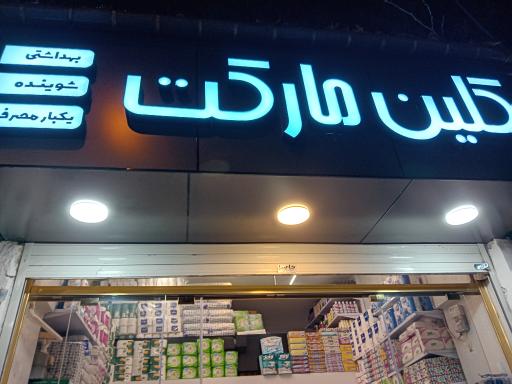 کلین مارکت
بهداشتی
شوینده
یکبار مصرف